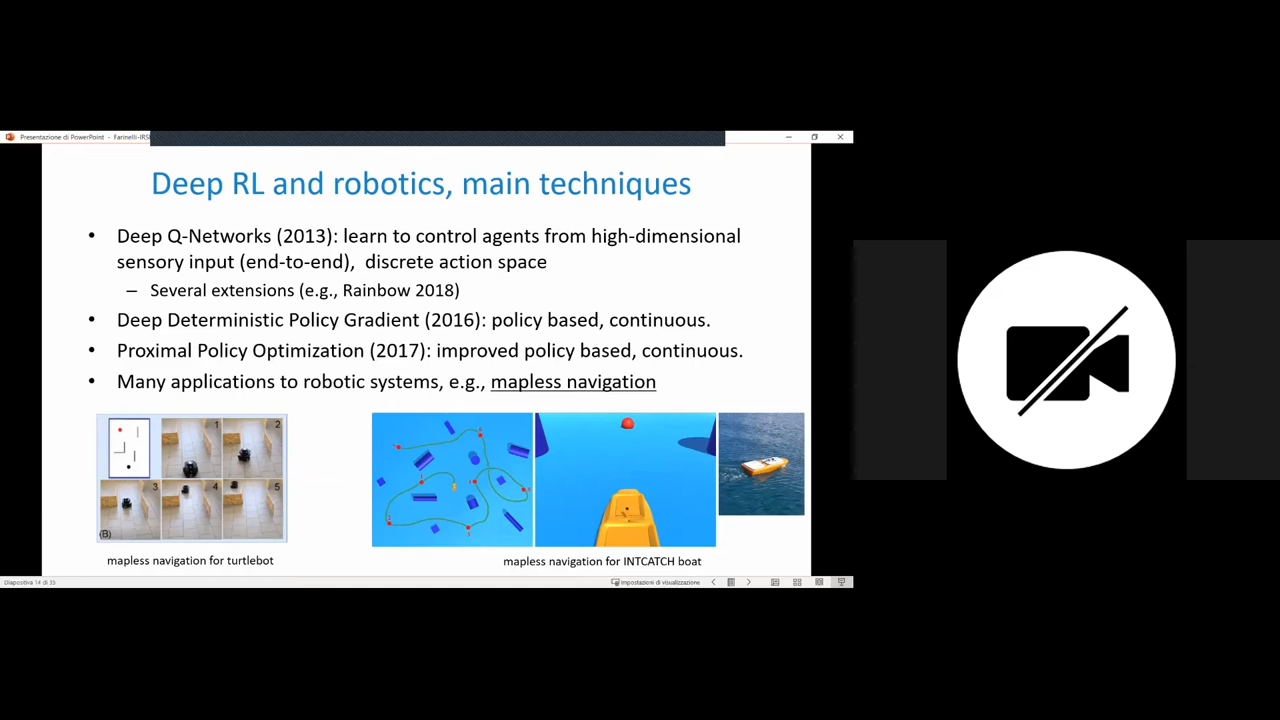 Presentazione di PowerPoint - Farinelli-IRS
Deep RL and robotics, main techniques
• Deep Q-Networks (2013): learn to control agents from high-dimensional
sensory input (end-to-end), discrete action space
– Several extensions (e.g., Rainbow 2018)
• Deep Deterministic Policy Gradient (2016): policy based, continuous.
• Proximal Policy Optimization (2017): improved policy based, continuous.
• Many applications to robotic systems, e.g., mapless navigation
1
2
3
4
5
(B)
mapless navigation for turtlebot
mapless navigation for INTCATCH boat
Diapositiva 14 di 35
Impostazioni di visualizzazione